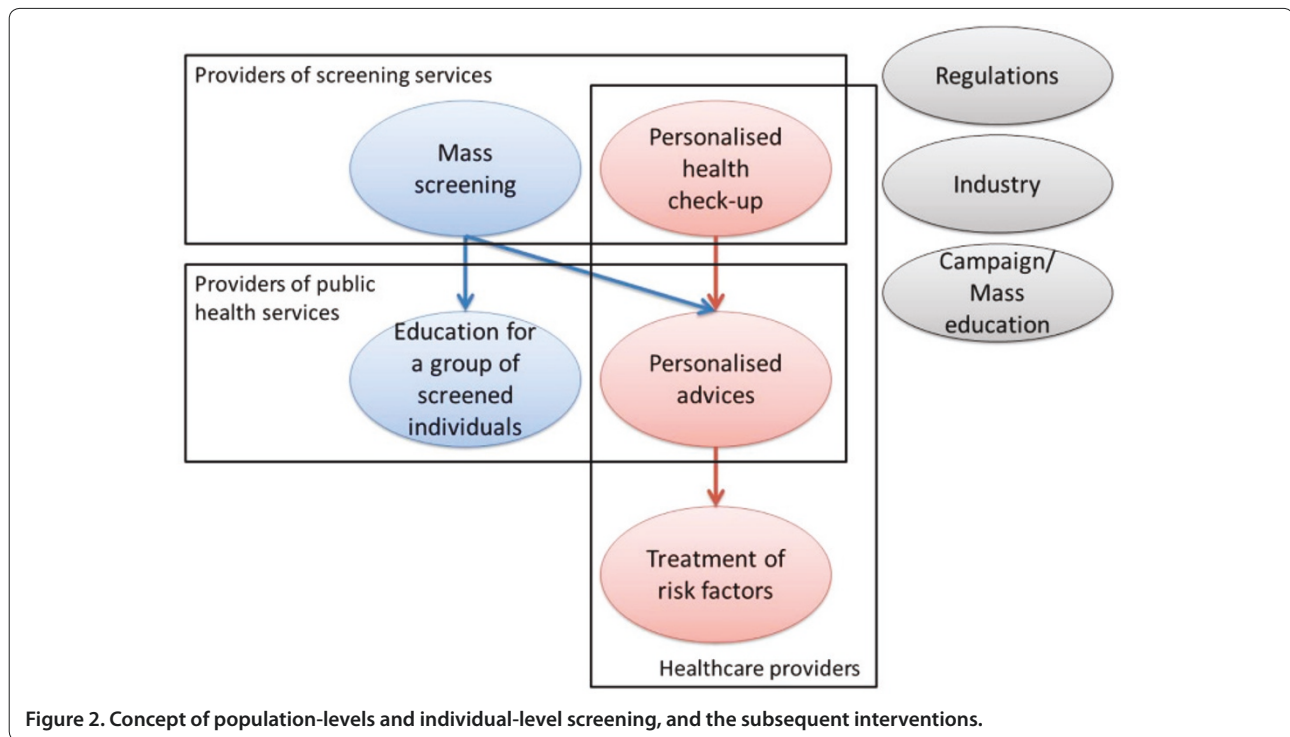 Providers of screening services
Mass
screening
Personalised
health
check-up
Regulations
Industry
Campaign/
Mass
education
Providers of public
health services
Education for
a group of
screened
individuals
Personalised
advices
Treatment of
risk factors
Healthcare providers
Figure 2. Concept of population-levels and individual-level screening, and the subsequent interventions.